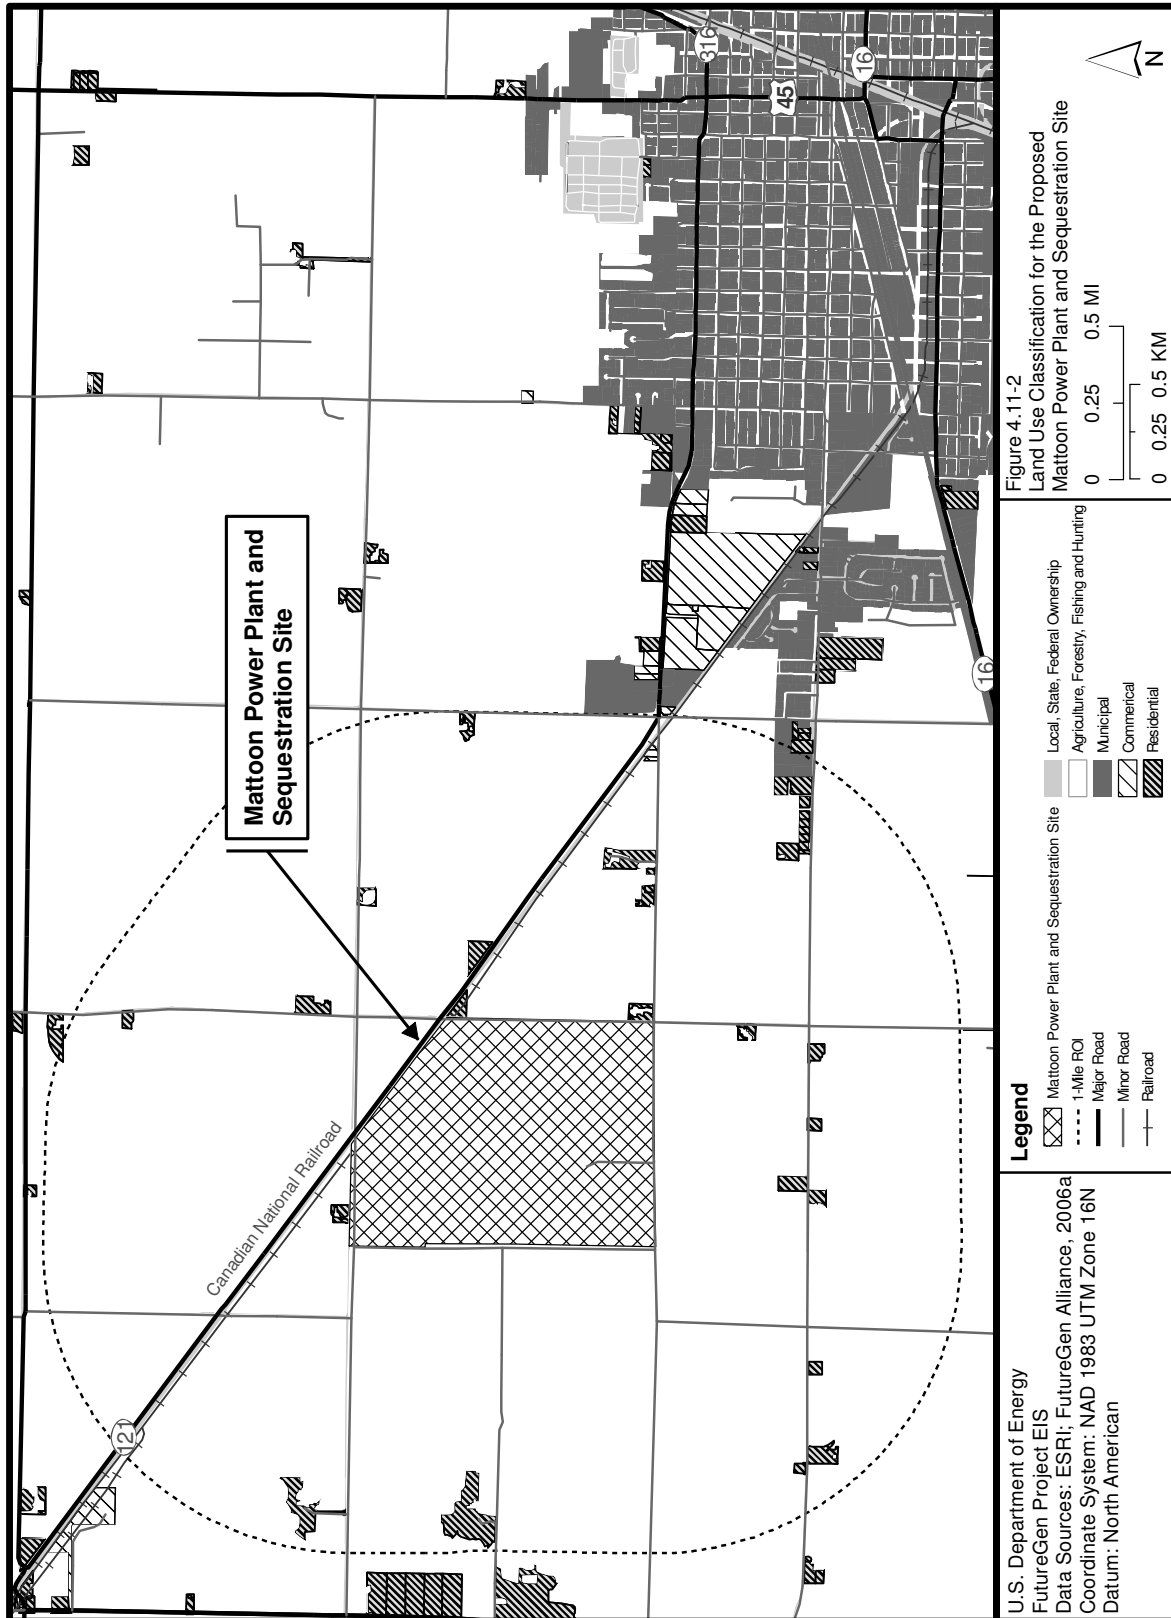 Mattoon Power Plant and
Sequestration Site
Canadian National Railroad
121
316
45
16
16
U.S. Department of Energy
FutureGen Project EIS
Data Sources: ESRI; FutureGen Alliance, 2006a
Coordinate System: NAD 1983 UTM Zone 16N
Datum: North American
Legend
Mattoon Power Plant and Sequestration Site
1-Mile ROI
Major Road
Minor Road
Railroad
Local, State, Federal Ownership
Agriculture, Forestry, Fishing and Hunting
Municipal
Commerical
Residential
Figure 4.11-2
Land Use Classification for the Proposed
Mattoon Power Plant and Sequestration Site
0 0.25 0.5 MI
0 0.25 0.5 KM
N